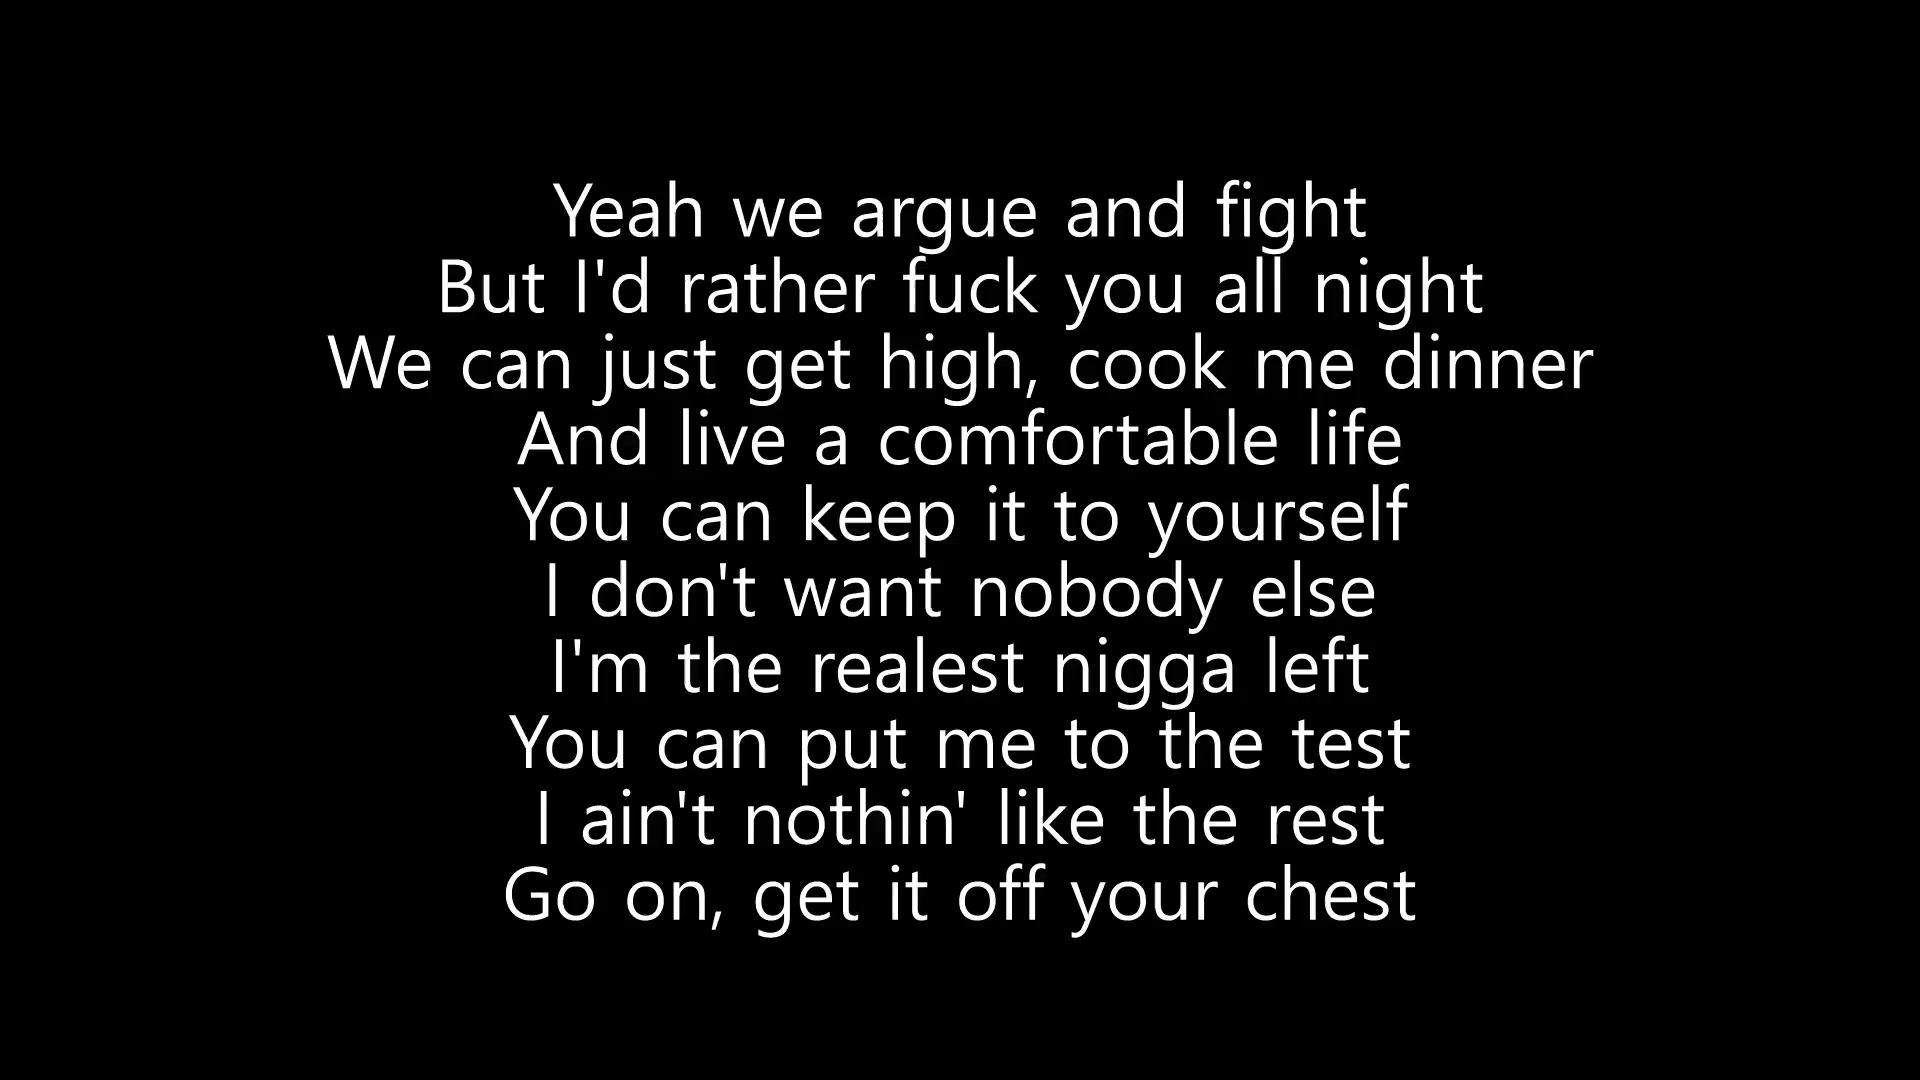 Yeah we argue and fight
But I'd rather fuck you all night
We can just get high, cook me dinner
And live a comfortable life
You can keep it to yourself
I don't want nobody else
I'm the realest nigga left
You can put me to the test
I ain't nothin' like the rest
Go on, get it off your chest